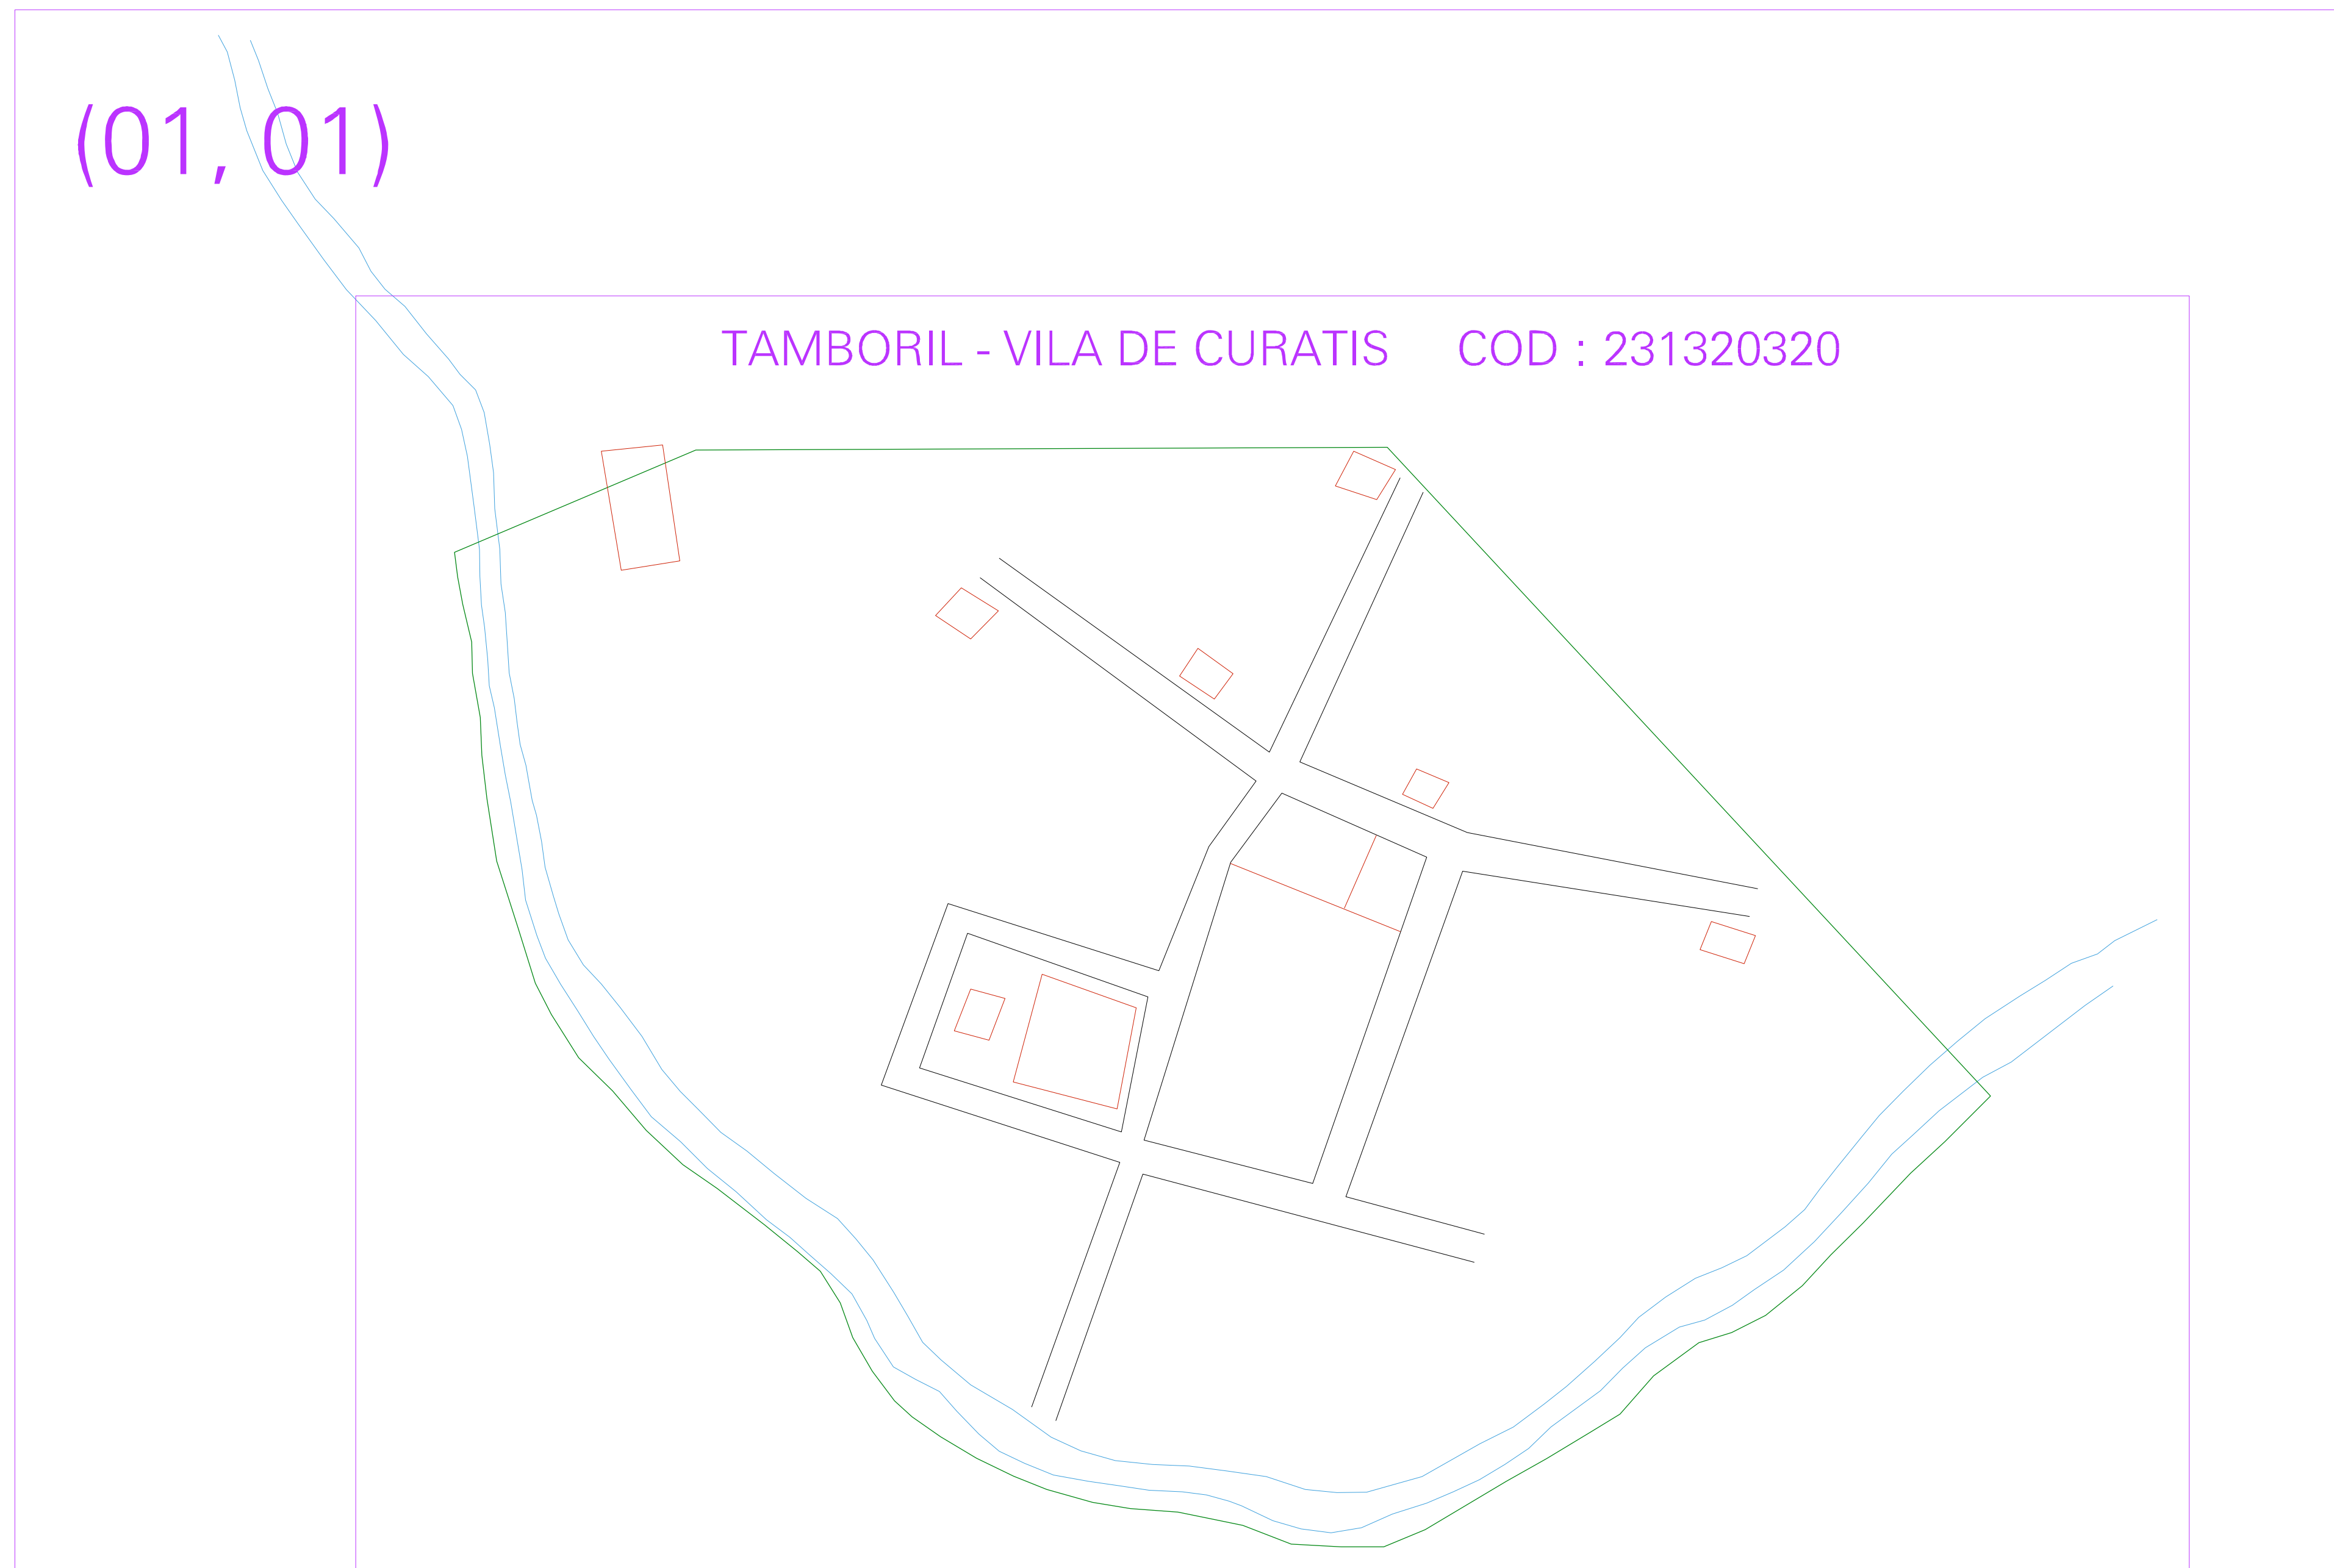 (01, 01)
TAMBORIL - VILA DE CURATIS COD : 231320320